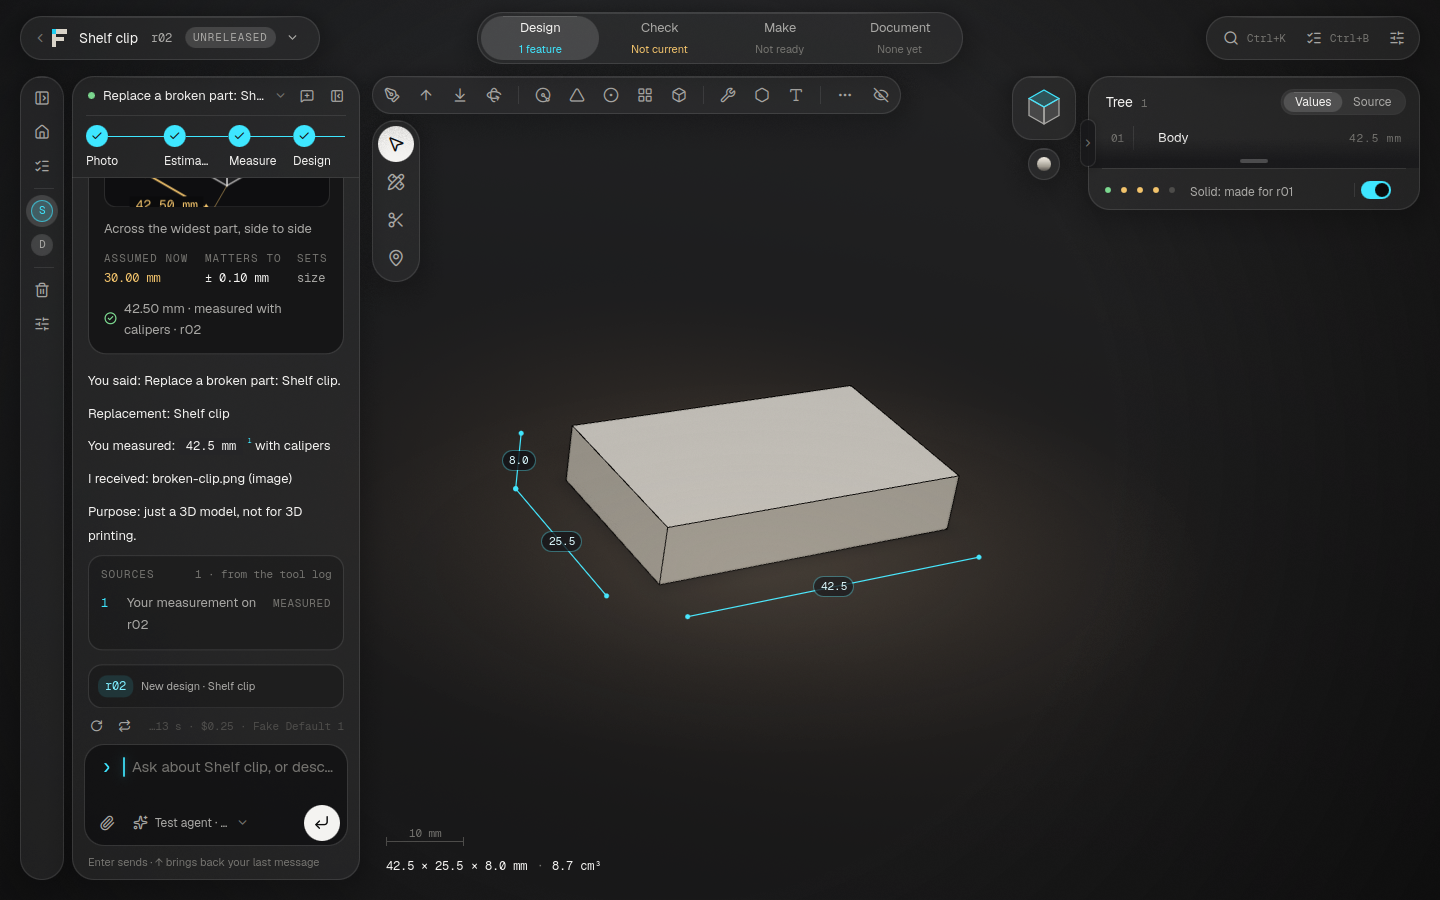 Shelf clip r02 UNRELEASED
Design
1 feature
Check
Not current
Make
Not ready
Document
None yet
Ctrl+K Ctrl+B
S
D
Replace a broken part: Sh…
Photo Estima… Measure Design
42.50 mm
Across the widest part, side to side
ASSUMED NOW MATTERS TO SETS
30.00 mm ± 0.10 mm size
42.50 mm · measured with
calipers · r02
You said: Replace a broken part: Shelf clip.
Replacement: Shelf clip
You measured: 42.5 mm 1 with calipers
I received: broken-clip.png (image)
Purpose: just a 3D model, not for 3D
printing.
SOURCES 1 · from the tool log
1 Your measurement on MEASURED
r02
r02 New design · Shelf clip
…13 s · $0.25 · Fake Default 1
Ask about Shelf clip, or desc…
Test agent · …
Enter sends · ↑ brings back your last message
8.0
25.5
42.5
10 mm
42.5 × 25.5 × 8.0 mm · 8.7 cm³
Tree 1 Values Source
01 Body 42.5 mm
Solid: made for r01